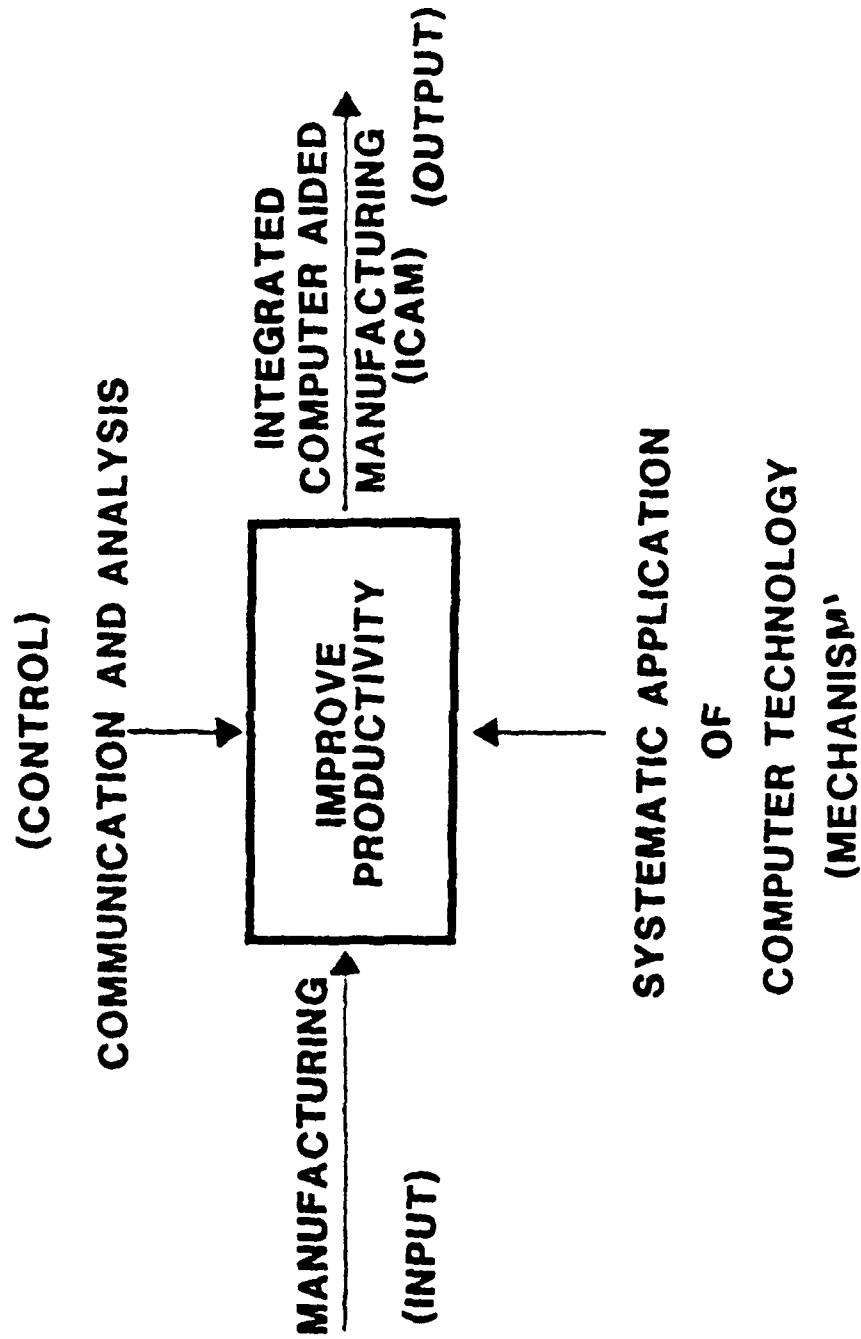 (CONTROL)
COMMUNICATION AND ANALYSIS
MANUFACTURING
(INPUT)
IMPROVE
PRODUCTIVITY
INTEGRATED
COMPUTER AIDED
MANUFACTURING
(ICAM)
(OUTPUT)
SYSTEMATIC APPLICATION
OF
COMPUTER TECHNOLOGY
(MECHANISM)